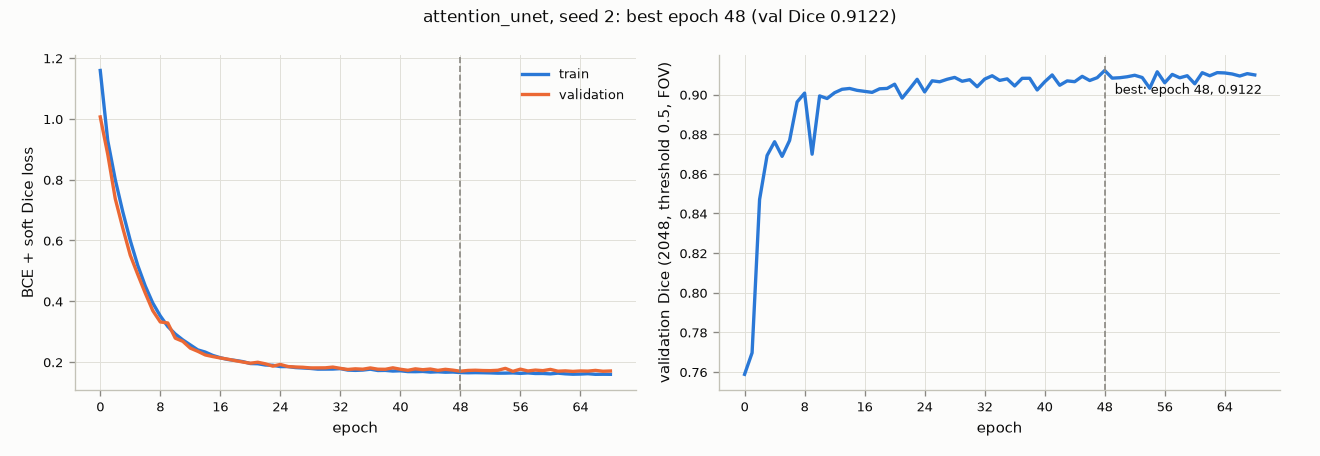 attention_unet, seed 2: best epoch 48 (val Dice 0.9122)
BCE + soft Dice loss
1.2
1.0
0.8
0.6
0.4
0.2
0 8 16 24 32 40 48 56 64
epoch
train
validation
validation Dice (2048, threshold 0.5, FOV)
0.90
0.88
0.86
0.84
0.82
0.80
0.78
0.76
0 8 16 24 32 40 48 56 64
epoch
best: epoch 48, 0.9122